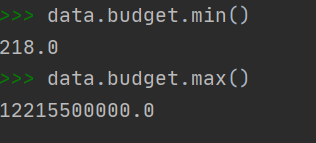 >>> data.budget.min()
218.0
>>> data.budget.max()
12215500000.0